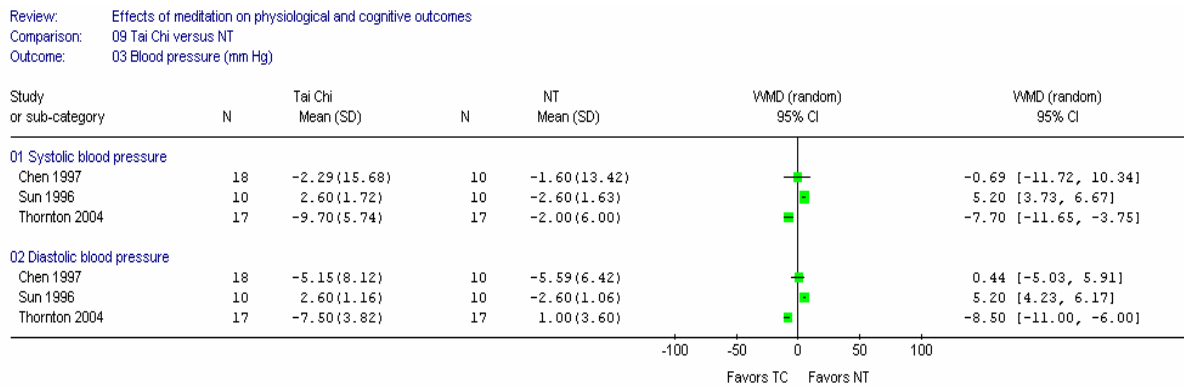 Review: Effects of meditation on physiological and cognitive outcomes
Comparison: 09 Tai Chi versus NT
Outcome: 03 Blood pressure (mm Hg)
Study Tai Chi NT WMD (random) WMD (random)
or sub-category N Mean (SD) N Mean (SD) 95% CI 95% CI
01 Systolic blood pressure
Chen 1997 18 -2.29(15.68) 10 -1.60(13.42) -0.69 [-11.72, 10.34]
Sun 1996 10 2.60(1.72) 10 -2.60(1.63) 5.20 [3.73, 6.67]
Thornton 2004 17 -9.70(5.74) 17 -2.00(6.00) -7.70 [-11.65, -3.75]
02 Diastolic blood pressure
Chen 1997 18 -5.15(8.12) 10 -5.59(6.42) 0.44 [-5.03, 5.91]
Sun 1996 10 2.60(1.16) 10 -2.60(1.06) 5.20 [4.23, 6.17]
Thornton 2004 17 -7.50(3.82) 17 1.00(3.60) -8.50 [-11.00, -6.00]
-100 -50 0 50 100
Favors TC Favors NT